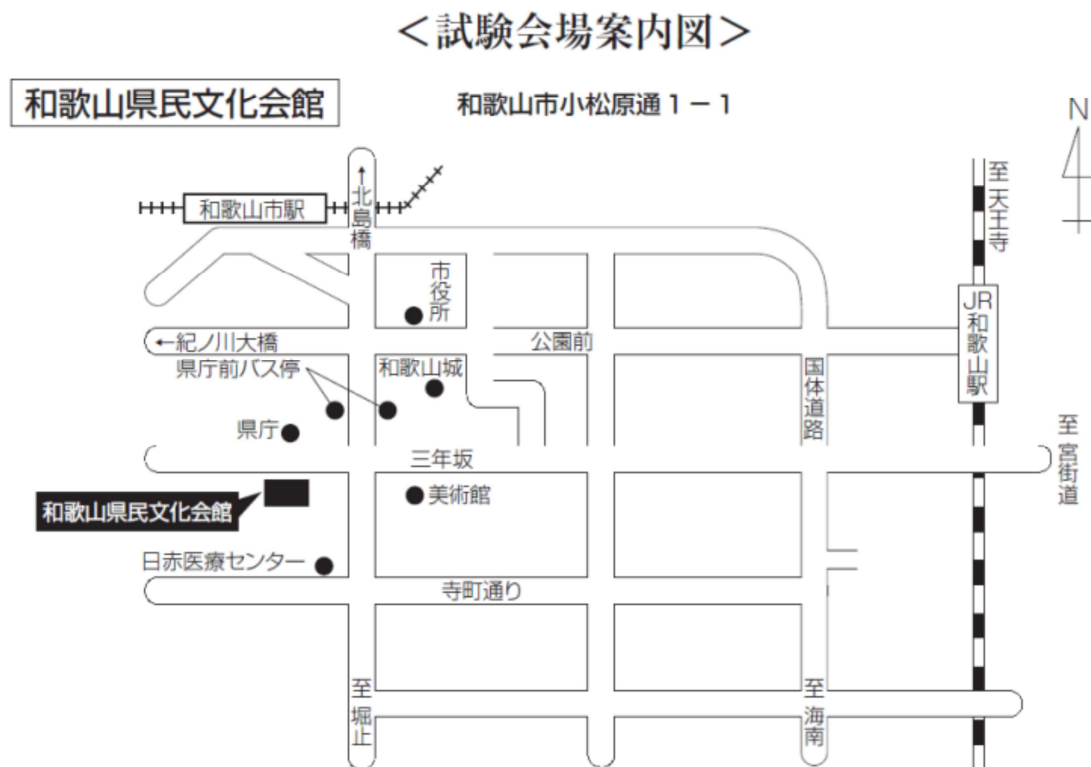 ＜試験会場案内図＞
和歌山県民文化会館
和歌山市小松原通１－１
N
至 天王寺
↑北島橋
和歌山市駅
市役所
JR和歌山駅
←紀ノ川大橋
公園前
県庁前バス停
和歌山城
国体道路
県庁
三年坂
至 宮街道
美術館
和歌山県民文化会館
日赤医療センター
寺町通り
至 堀止
至 海南